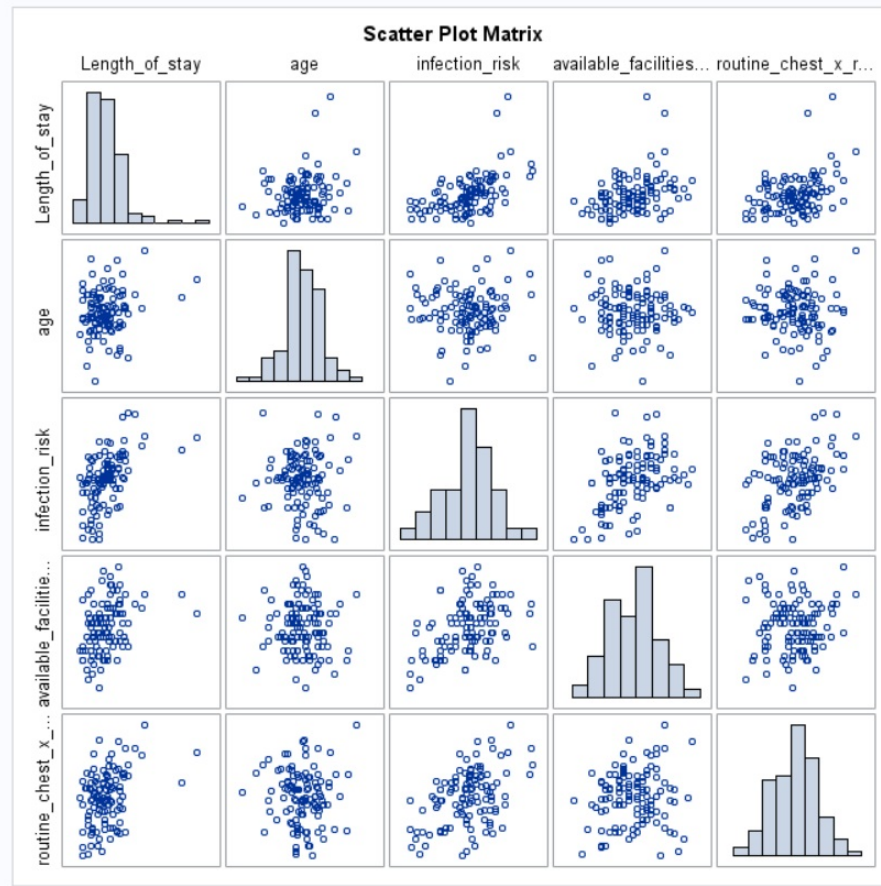 Scatter Plot Matrix
Length_of_stay age infection_risk available_facilities... routine_chest_x_r...
Length_of_stay
age
infection_risk
available_facilitie...
routine_chest_x_...